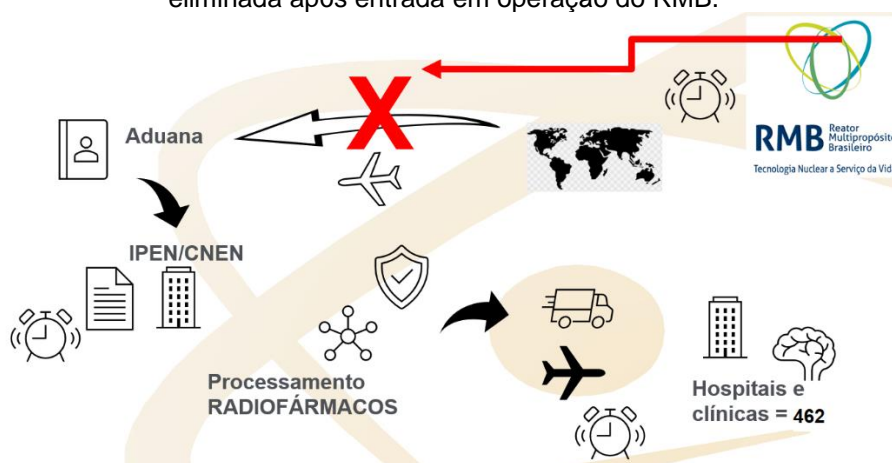 eliminada após entrada em operação do RMB.
X
RMB Reator
Multipropósito
Brasileiro
Tecnologia Nuclear a Serviço da Vida
Aduana
IPEN/CNEN
Processamento
RADIOFÁRMACOS
Hospitais e
clínicas = 462